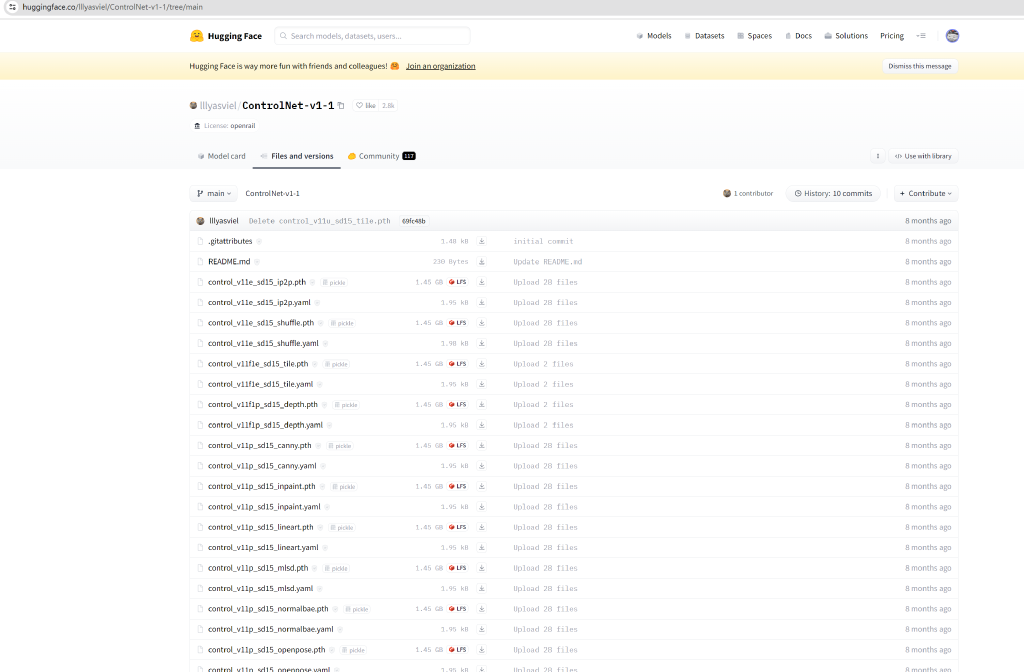 huggingface.co/lllyasviel/ControlNet-v1-1/tree/main
Hugging Face Search models, datasets, users... Models Datasets Spaces Docs Solutions Pricing
Hugging Face is way more fun with friends and colleagues! 🤗 Join an organization Dismiss this message
lllyasviel/ControlNet-v1-1 like 2.8k
License: openrail
Model card Files and versions Community 117 Use with library
main ControlNet-v1-1 1 contributor History: 10 commits + Contribute
lllyasviel Delete control_v11u_sd15_tile.pth 69fc48b 8 months ago
.gitattributes 1.48 kB initial commit 8 months ago
README.md 230 Bytes Update README.md 8 months ago
control_v11e_sd15_ip2p.pth pickle 1.45 GB LFS Upload 28 files 8 months ago
control_v11e_sd15_ip2p.yaml 1.95 kB Upload 28 files 8 months ago
control_v11e_sd15_shuffle.pth pickle 1.45 GB LFS Upload 28 files 8 months ago
control_v11e_sd15_shuffle.yaml 1.98 kB Upload 28 files 8 months ago
control_v11f1e_sd15_tile.pth pickle 1.45 GB LFS Upload 2 files 8 months ago
control_v11f1e_sd15_tile.yaml 1.95 kB Upload 2 files 8 months ago
control_v11f1p_sd15_depth.pth pickle 1.45 GB LFS Upload 2 files 8 months ago
control_v11f1p_sd15_depth.yaml 1.95 kB Upload 2 files 8 months ago
control_v11p_sd15_canny.pth pickle 1.45 GB LFS Upload 28 files 8 months ago
control_v11p_sd15_canny.yaml 1.95 kB Upload 28 files 8 months ago
control_v11p_sd15_inpaint.pth pickle 1.45 GB LFS Upload 28 files 8 months ago
control_v11p_sd15_inpaint.yaml 1.95 kB Upload 28 files 8 months ago
control_v11p_sd15_lineart.pth pickle 1.45 GB LFS Upload 28 files 8 months ago
control_v11p_sd15_lineart.yaml 1.95 kB Upload 28 files 8 months ago
control_v11p_sd15_mlsd.pth pickle 1.45 GB LFS Upload 28 files 8 months ago
control_v11p_sd15_mlsd.yaml 1.95 kB Upload 28 files 8 months ago
control_v11p_sd15_normalbae.pth pickle 1.45 GB LFS Upload 28 files 8 months ago
control_v11p_sd15_normalbae.yaml 1.95 kB Upload 28 files 8 months ago
control_v11p_sd15_openpose.pth pickle 1.45 GB LFS Upload 28 files 8 months ago
control_v11p_sd15_openpose.yaml 1.95 kB Upload 28 files 8 months ago